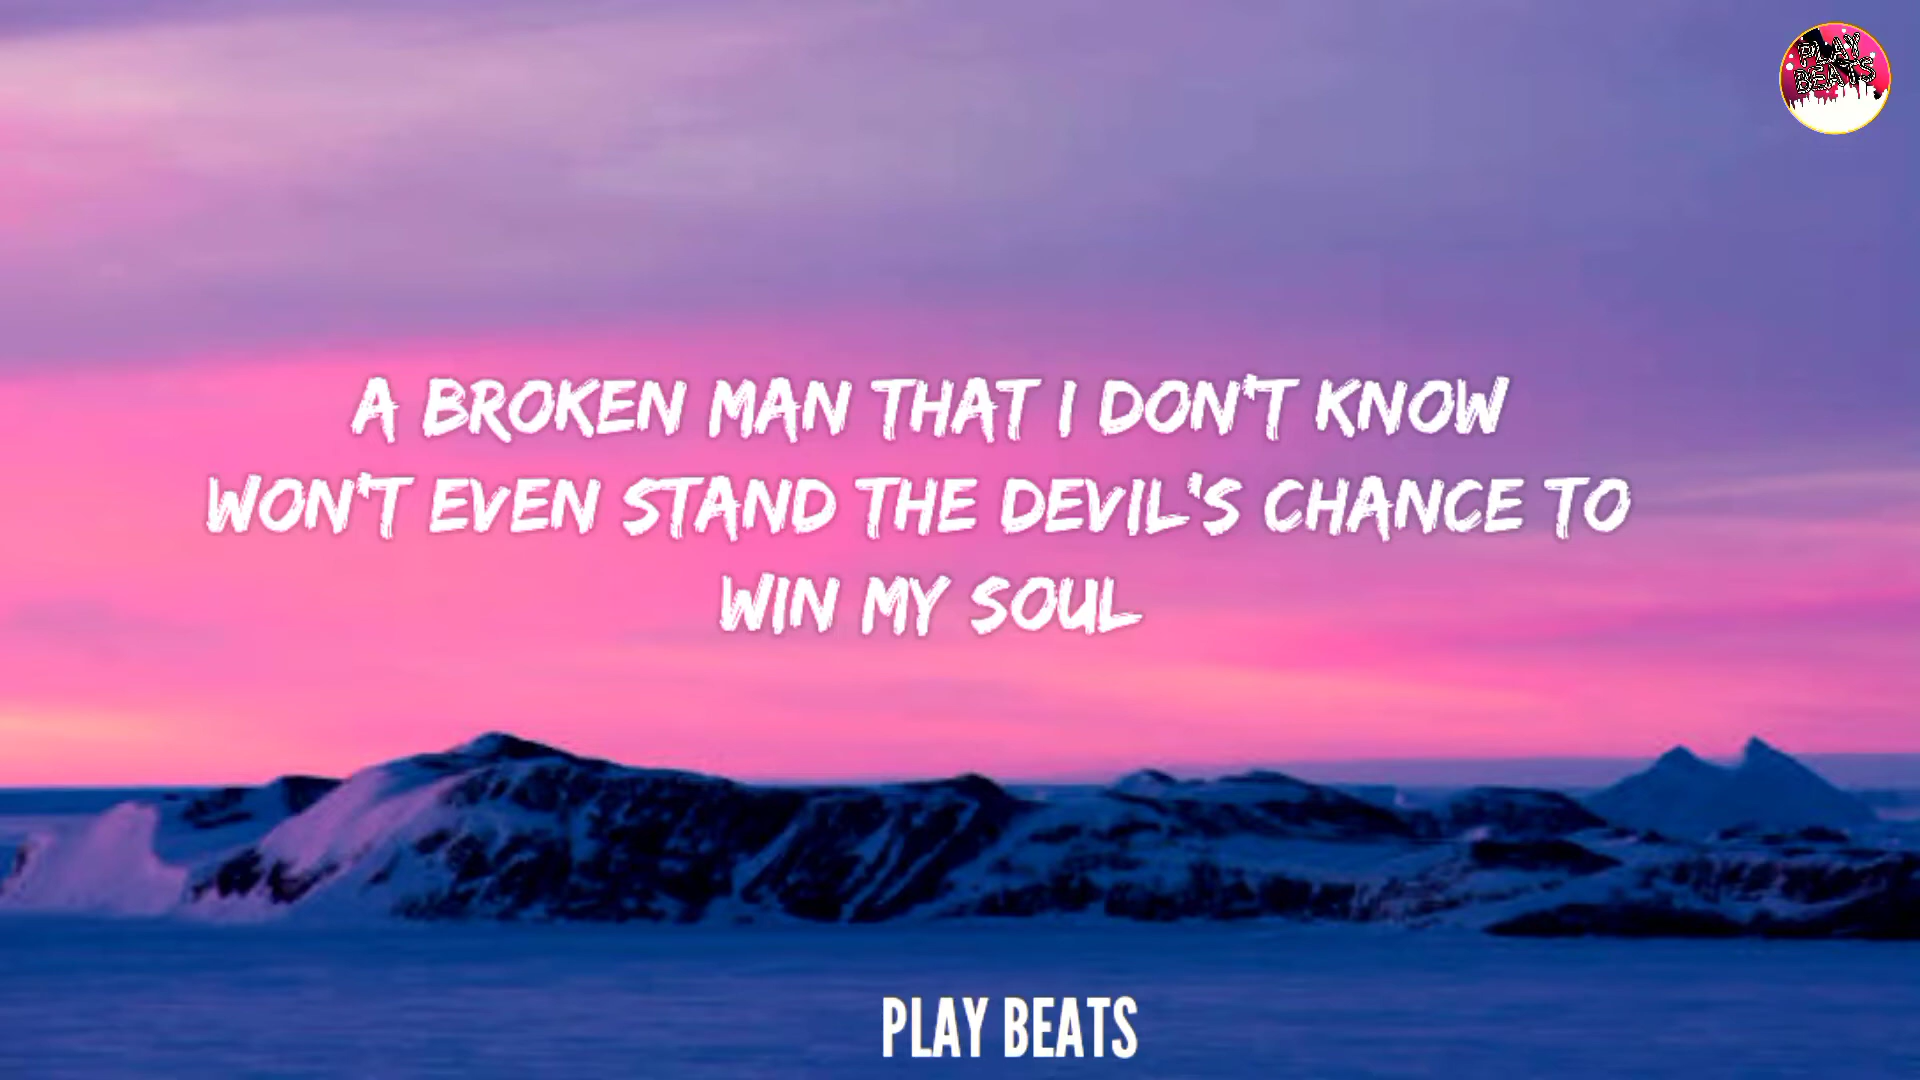 PLAY
BEATS
A BROKEN MAN THAT I DON'T KNOW
WON'T EVEN STAND THE DEVIL'S CHANCE TO
WIN MY SOUL
PLAY BEATS